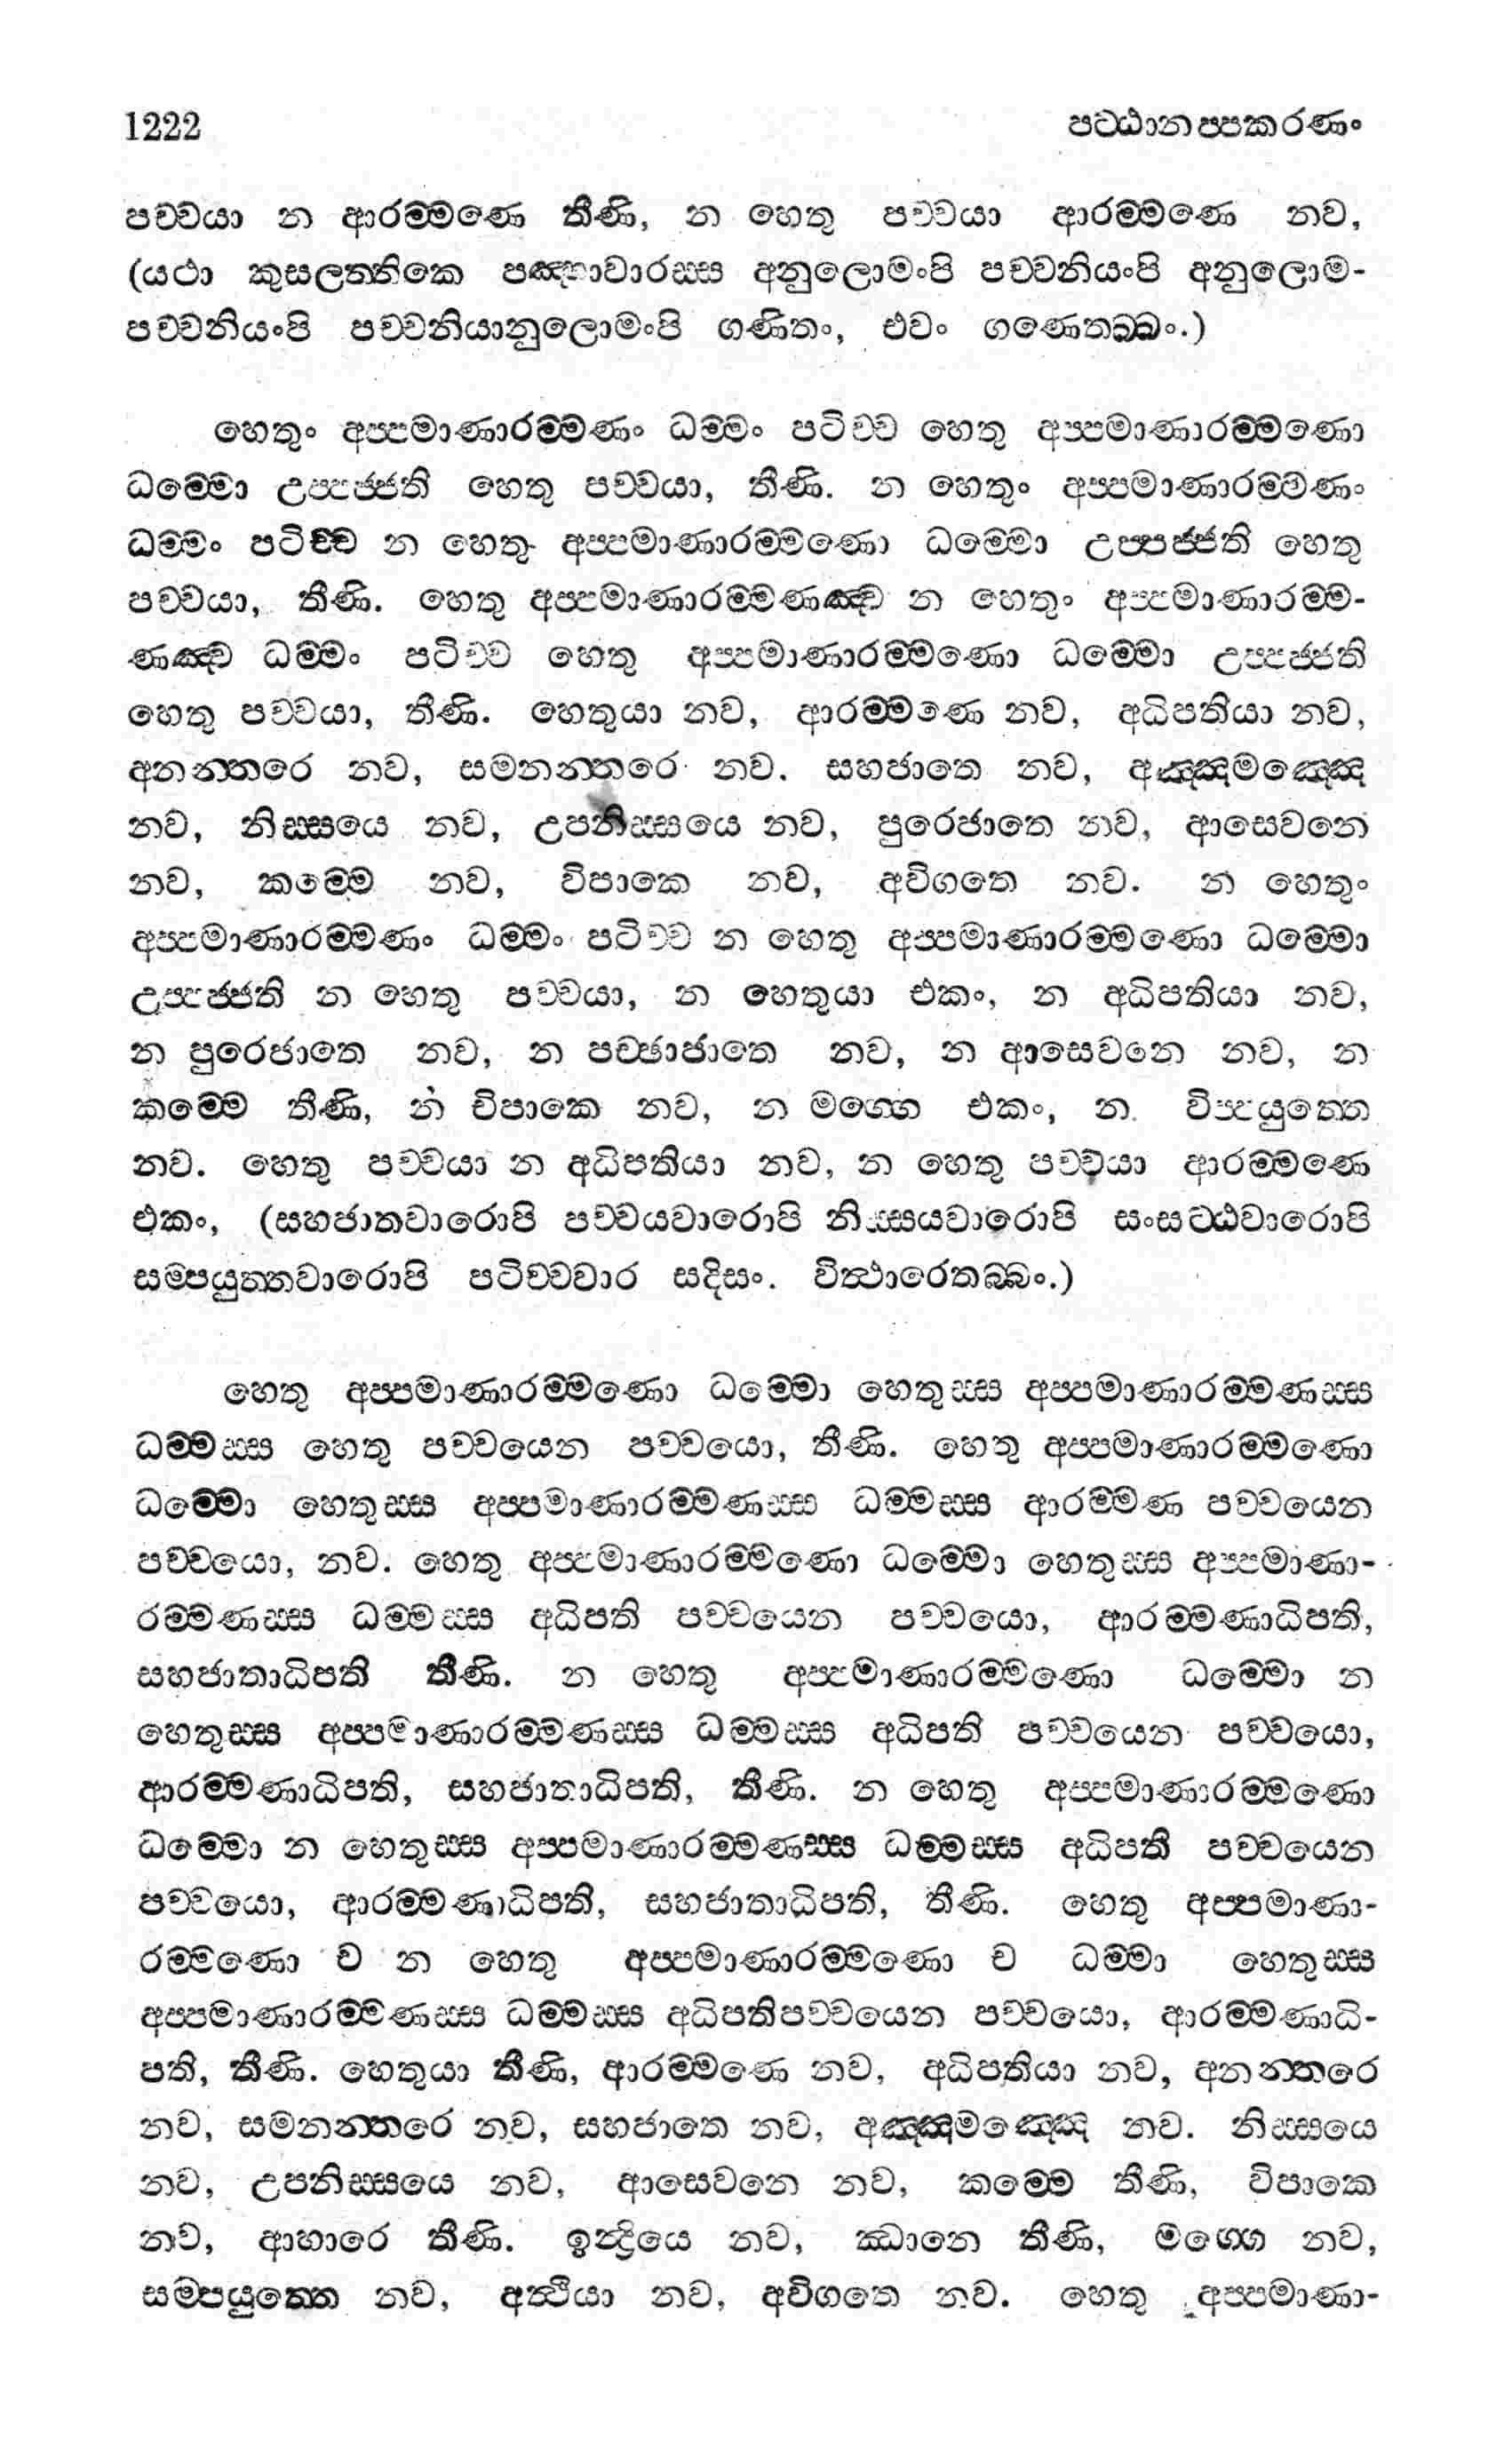 1222 පට්ඨානප්පකරණං
පච්චයා න ආරම්මණෙ තීණි, න හෙතු පච්චයා ආරම්මණෙ නව,
(යථා කුසලත්තිකෙ පඤ්හාවාරස්ස අනුලොමංපි පච්චනියංපි අනුලොම-
පච්චනියංපි පච්චනියානුලොමංපි ගණිතං, එවං ගණෙතබ්බං.)
හෙතුං අප්පමාණාරම්මණං ධම්මං පටිච්ච හෙතු අප්පමාණාරම්මණො
ධම්මො උප්පජ්ජති හෙතු පච්චයා, තීණි. න හෙතුං අප්පමාණාරම්මණං
ධම්මං පටිච්ච න හෙතු අප්පමාණාරම්මණො ධම්මො උප්පජ්ජති හෙතු
පච්චයා, තීණි. හෙතු අප්පමාණාරම්මණඤ්ච න හෙතුං අප්පමාණාරම්ම-
ණඤ්ච ධම්මං පටිච්ච හෙතු අප්පමාණාරම්මණො ධම්මො උප්පජ්ජති
හෙතු පච්චයා, තීණි. හෙතුයා නව, ආරම්මණෙ නව, අධිපතියා නව,
අනන්තරෙ නව, සමනන්තරෙ නව. සහජාතෙ නව, අඤ්ඤමඤ්ඤෙ
නව, නිස්සයෙ නව, උපනිස්සයෙ නව, පුරෙජාතෙ නව, ආසෙවනෙ
නව, කම්මෙ නව, විපාකෙ නව, අවිගතෙ නව. න හෙතුං
අප්පමාණාරම්මණං ධම්මං පටිච්ච න හෙතු අප්පමාණාරම්මණො ධම්මො
උප්පජ්ජති න හෙතු පච්චයා, න හෙතුයා එකං, න අධිපතියා නව,
න පුරෙජාතෙ නව, න පච්ඡාජාතෙ නව, න ආසෙවනෙ නව, න
කම්මෙ තීණි, න විපාකෙ නව, න මග්ගෙ එකං, න විප්පයුත්තෙ
නව. හෙතු පච්චයා න අධිපතියා නව, න හෙතු පච්චයා ආරම්මණෙ
එකං, (සහජාතවාරොපි පච්චයවාරොපි නිස්සයවාරොපි සංසට්ඨවාරොපි
සම්පයුත්තවාරොපි පටිච්චවාර සදිසං. විත්ථාරෙතබ්බං.)
හෙතු අප්පමාණාරම්මණො ධම්මො හෙතුස්ස අප්පමාණාරම්මණස්ස
ධම්මස්ස හෙතු පච්චයෙන පච්චයො, තීණි. හෙතු අප්පමාණාරම්මණො
ධම්මො හෙතුස්ස අප්පමාණාරම්මණස්ස ධම්මස්ස ආරම්මණ පච්චයෙන
පච්චයො, නව. හෙතු අප්පමාණාරම්මණො ධම්මො හෙතුස්ස අප්පමාණා-
රම්මණස්ස ධම්මස්ස අධිපති පච්චයෙන පච්චයො, ආරම්මණාධිපති,
සහජාතාධිපති තීණි. න හෙතු අප්පමාණාරම්මණො ධම්මො න
හෙතුස්ස අප්පමාණාරම්මණස්ස ධම්මස්ස අධිපති පච්චයෙන පච්චයො,
ආරම්මණාධිපති, සහජාතාධිපති, තීණි. න හෙතු අප්පමාණාරම්මණො
ධම්මො න හෙතුස්ස අප්පමාණාරම්මණස්ස ධම්මස්ස අධිපති පච්චයෙන
පච්චයො, ආරම්මණාධිපති, සහජාතාධිපති, තීණි. හෙතු අප්පමාණා-
රම්මණො ච න හෙතු අප්පමාණාරම්මණො ච ධම්මා හෙතුස්ස
අප්පමාණාරම්මණස්ස ධම්මස්ස අධිපතිපච්චයෙන පච්චයො, ආරම්මණාධි-
පති, තීණි. හෙතුයා තීණි, ආරම්මණෙ නව, අධිපතියා නව, අනන්තරෙ
නව, සමනන්තරෙ නව, සහජාතෙ නව, අඤ්ඤමඤ්ඤෙ නව. නිස්සයෙ
නව, උපනිස්සයෙ නව, ආසෙවනෙ නව, කම්මෙ තීණි, විපාකෙ
නව, ආහාරෙ තීණි. ඉන්ද්‍රියෙ නව, ඣානෙ තීණි, මග්ගෙ නව,
සම්පයුත්තෙ නව, අත්ථියා නව, අවිගතෙ නව. හෙතු අප්පමාණා-